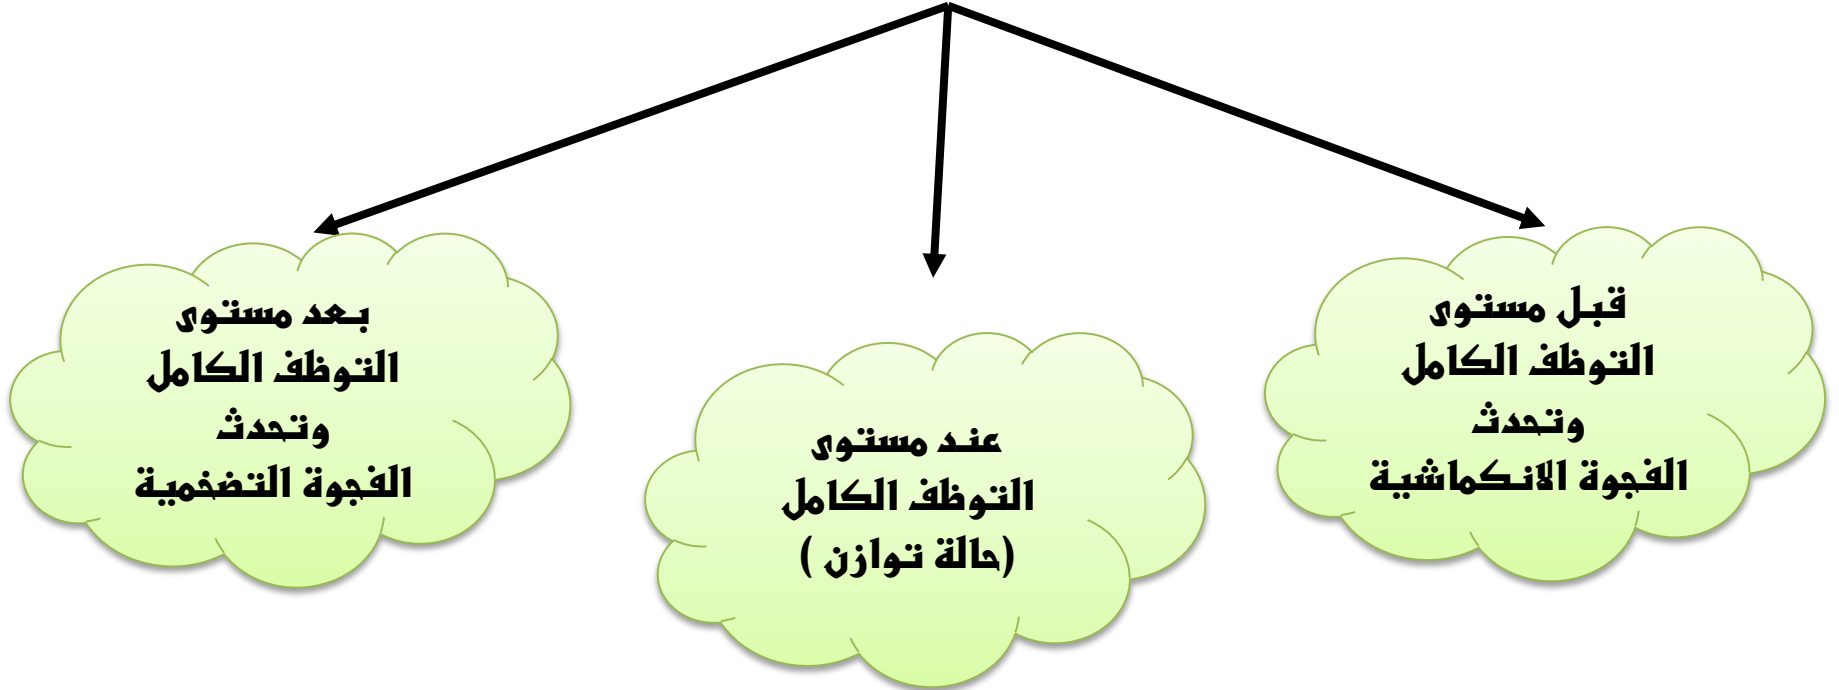 قبل مستوى
التوظف الكامل
وتحدث
الفجوة الانكماشية
عند مستوى
التوظف الكامل
(حالة توازن )
بعد مستوى
التوظف الكامل
وتحدث
الفجوة التضخمية